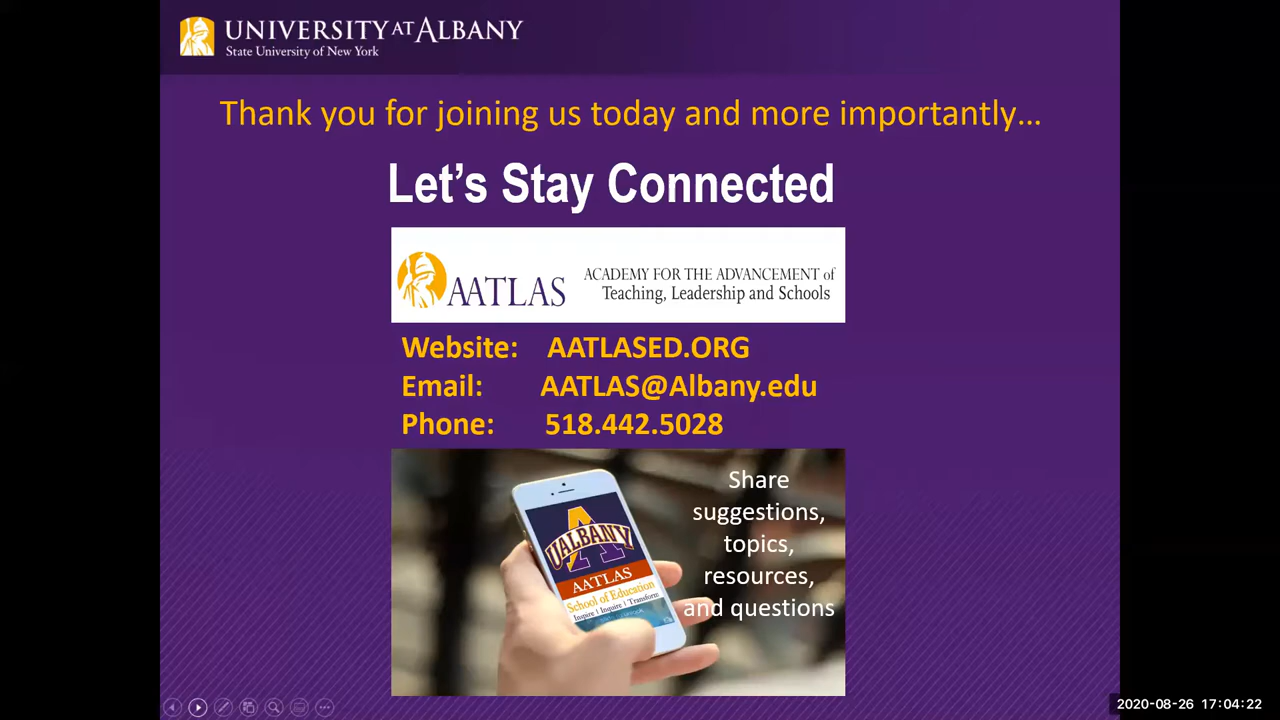 UNIVERSITY AT ALBANY
State University of New York
Thank you for joining us today and more importantly…
Let’s Stay Connected
AATLAS
ACADEMY FOR THE ADVANCEMENT of
Teaching, Leadership and Schools
Website: AATLASED.ORG
Email: AATLAS@Albany.edu
Phone: 518.442.5028
Share
suggestions,
topics,
resources,
and questions
UALBANY
AATLAS
School of Education
Inspire | Inquire | Transform
2020-08-26 17:04:22